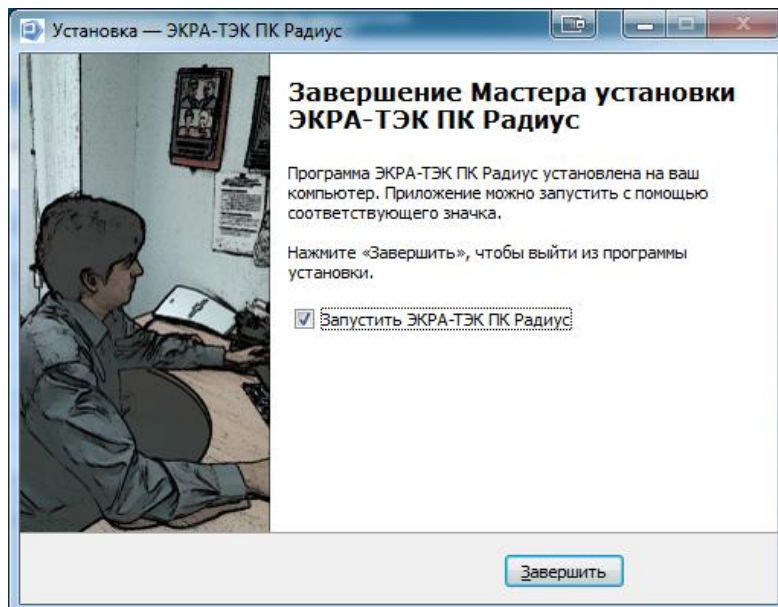 Установка — ЭКРА-ТЭК ПК Радиус
Завершение Мастера установки
ЭКРА-ТЭК ПК Радиус
Программа ЭКРА-ТЭК ПК Радиус установлена на ваш
компьютер. Приложение можно запустить с помощью
соответствующего значка.
Нажмите «Завершить», чтобы выйти из программы
установки.
Запустить ЭКРА-ТЭК ПК Радиус
Завершить